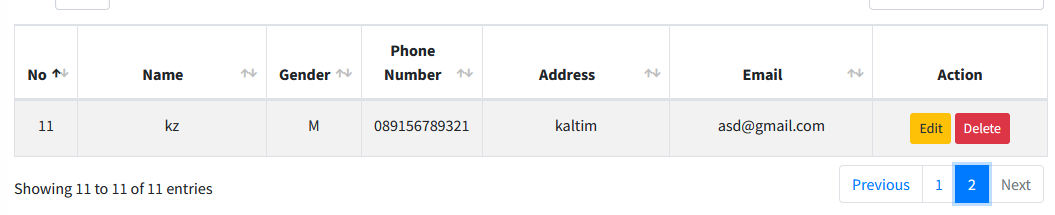 No Name Gender Phone Number Address Email Action
11 kz M 089156789321 kaltim asd@gmail.com Edit Delete
Showing 11 to 11 of 11 entries
Previous 1 2 Next